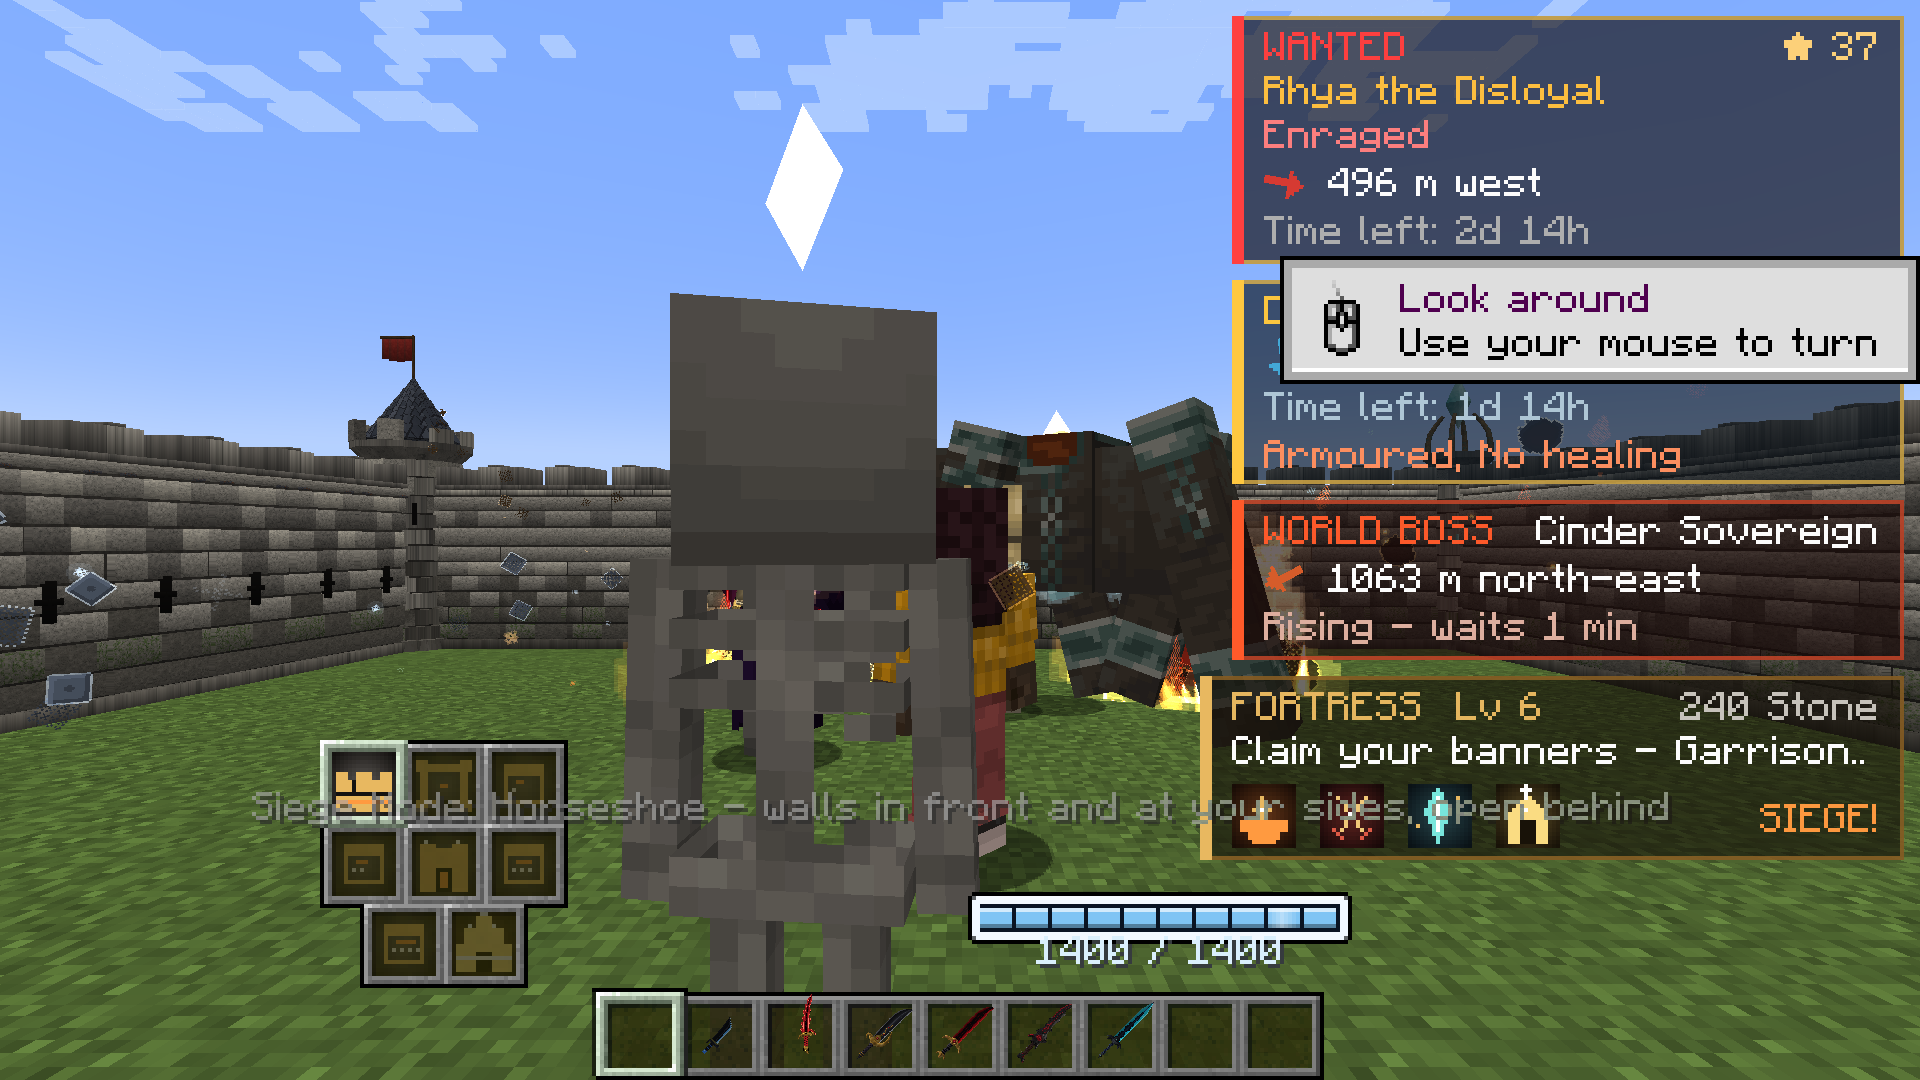 WANTED ★ 37
Rhya the Disloyal
Enraged
496 m west
Time left: 2d 14h
Look around
Use your mouse to turn
Time left: 1d 14h
Armoured, No healing
WORLD BOSS Cinder Sovereign
1063 m north-east
Rising - waits 1 min
FORTRESS Lv 6 240 Stone
Claim your banners - Garrison..
SIEGE!
Siege Mode: Horseshoe - walls in front and at your sides, open behind
1400 / 1400